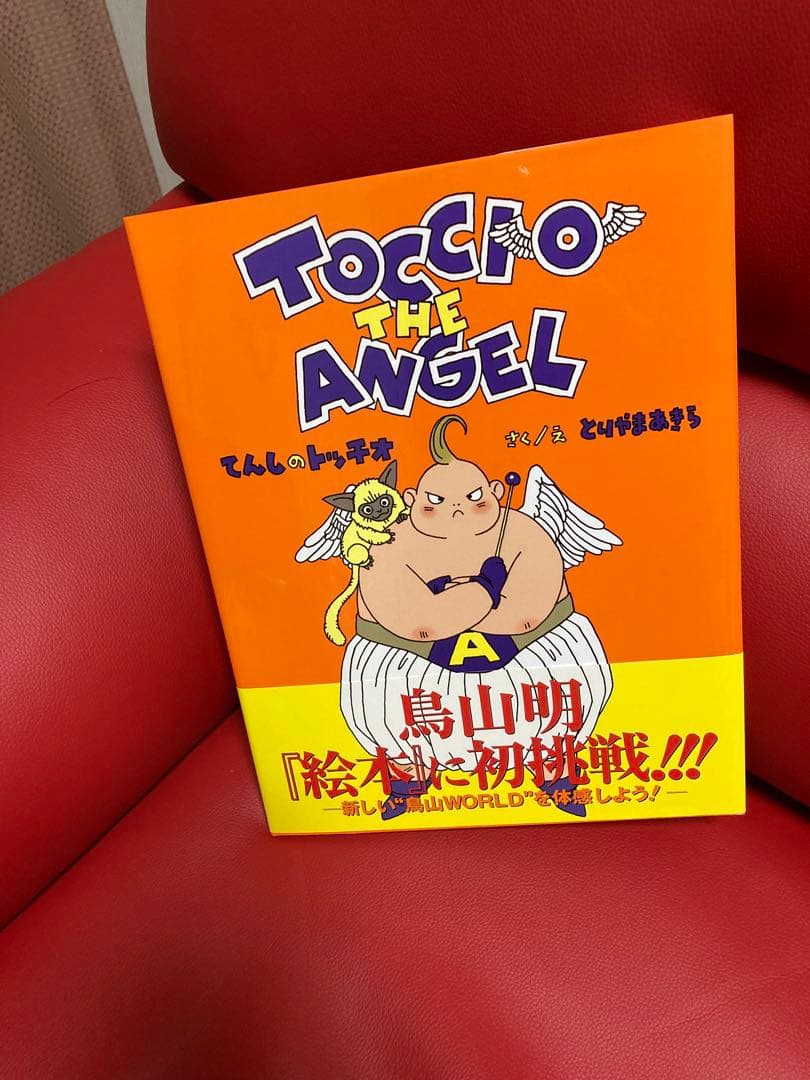 TOCCIO
THE
ANGEL
てんしのトッチオ
さく/え とりやまあきら
A
鳥山明
『絵本』に初挑戦!!!
―新しい“鳥山WORLD”を体感しよう!―